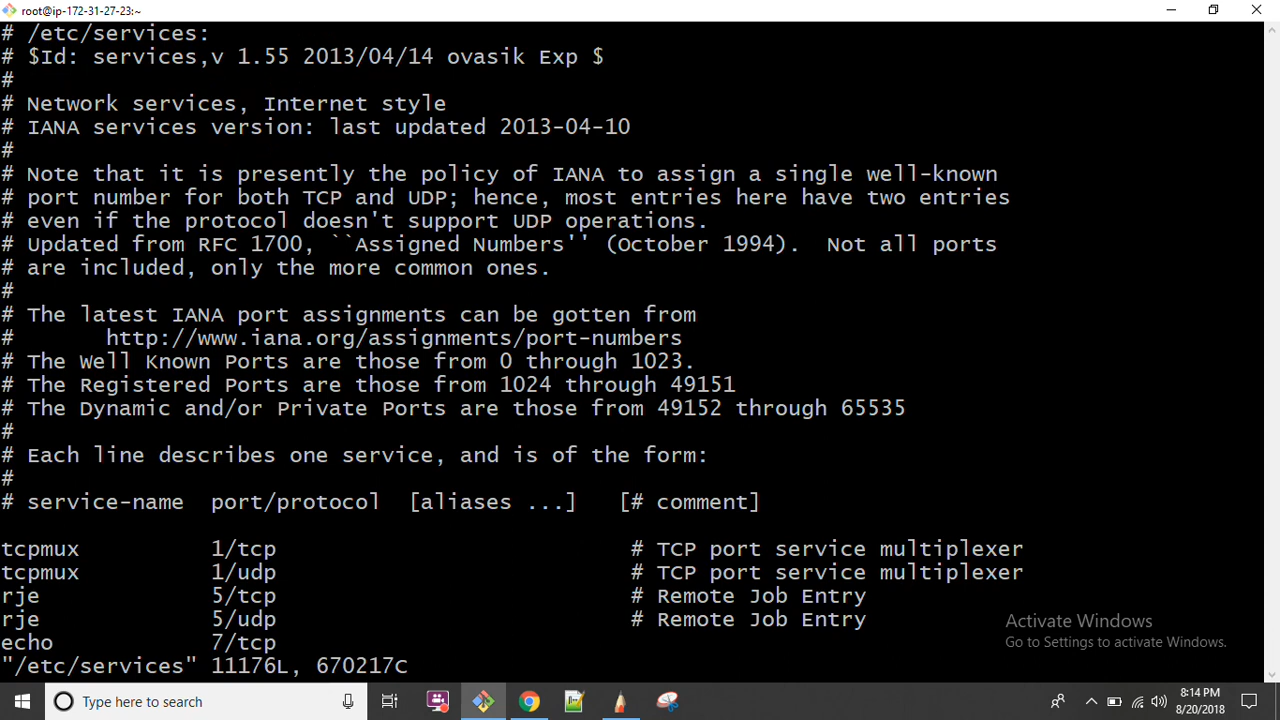 root@ip-172-31-27-23:~
# /etc/services:
# $Id: services,v 1.55 2013/04/14 ovasik Exp $
#
# Network services, Internet style
# IANA services version: last updated 2013-04-10
#
# Note that it is presently the policy of IANA to assign a single well-known
# port number for both TCP and UDP; hence, most entries here have two entries
# even if the protocol doesn't support UDP operations.
# Updated from RFC 1700, ``Assigned Numbers'' (October 1994).  Not all ports
# are included, only the more common ones.
#
# The latest IANA port assignments can be gotten from
#       http://www.iana.org/assignments/port-numbers
# The Well Known Ports are those from 0 through 1023.
# The Registered Ports are those from 1024 through 49151
# The Dynamic and/or Private Ports are those from 49152 through 65535
#
# Each line describes one service, and is of the form:
#
# service-name  port/protocol  [aliases ...]   [# comment]
tcpmux          1/tcp                           # TCP port service multiplexer
tcpmux          1/udp                           # TCP port service multiplexer
rje             5/tcp                           # Remote Job Entry
rje             5/udp                           # Remote Job Entry
echo            7/tcp
"/etc/services" 11176L, 670217C
Activate Windows
Go to Settings to activate Windows.
Type here to search
8:14 PM
8/20/2018